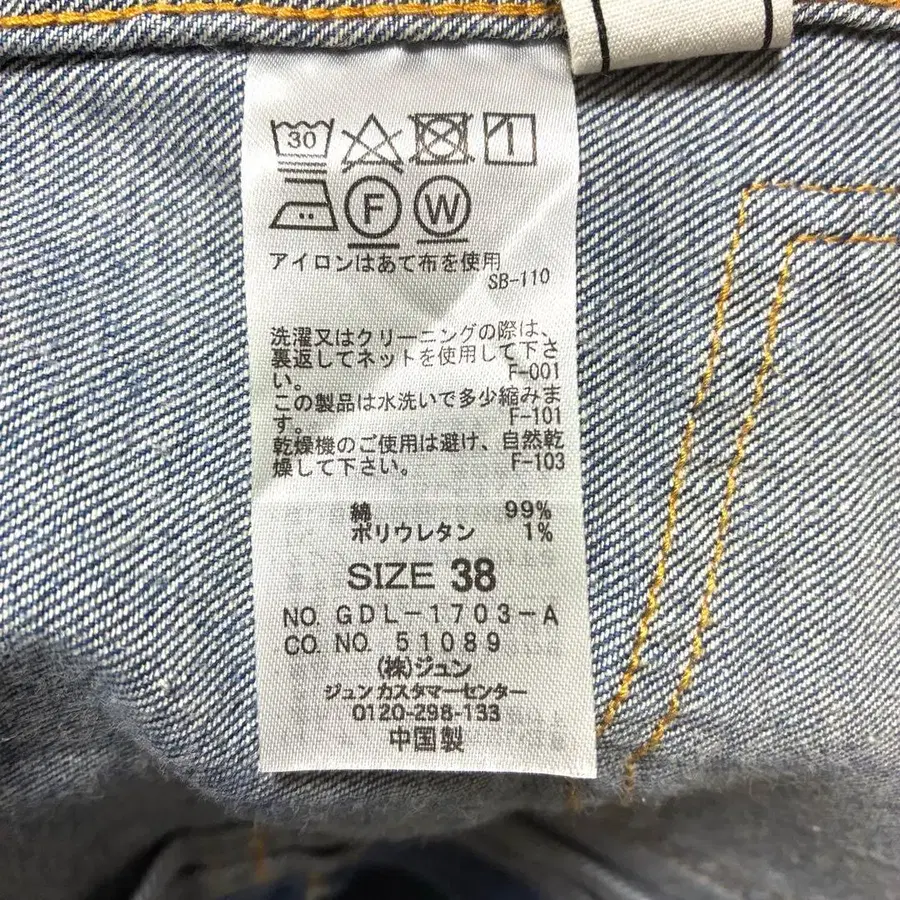 30
F W
アイロンはあて布を使用
SB-110
洗濯又はクリーニングの際は、
裏返してネットを使用して下さ
い。 F-001
この製品は水洗いで多少縮みま
す。 F-101
乾燥機のご使用は避け、自然乾
燥して下さい。 F-103
綿 99%
ポリウレタン 1%
SIZE 38
NO. GDL-1703-A
CO. NO. 51089
(株)ジュン
ジュンカスタマーセンター
0120-298-133
中国製